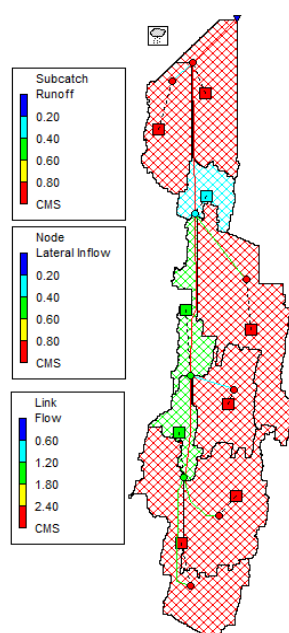 Subcatch
Runoff
0.20
0.40
0.60
0.80
CMS
Node
Lateral Inflow
0.20
0.40
0.60
0.80
CMS
Link
Flow
0.60
1.20
1.80
2.40
CMS